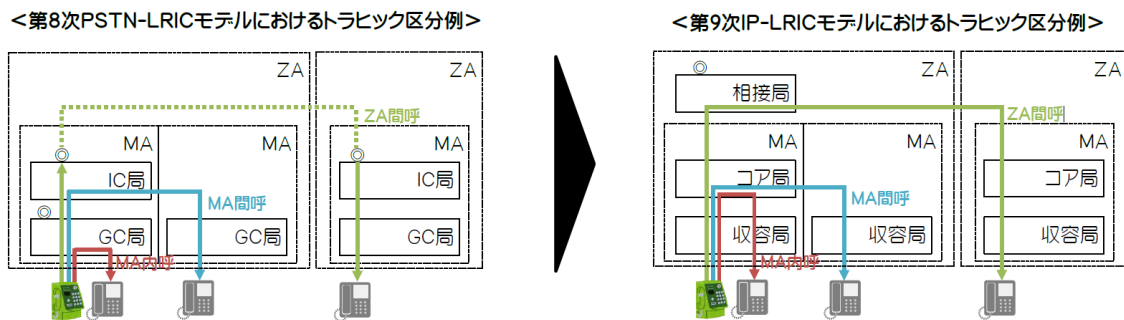 <第8次PSTN-LRICモデルにおけるトラヒック区分例>
ZA
ZA
ZA間呼
MA
MA
MA
◎
◎
IC局
IC局
MA間呼
◎
GC局
GC局
GC局
MA内呼
<第9次IP-LRICモデルにおけるトラヒック区分例>
◎
ZA
ZA
相接局
ZA間呼
MA
MA
MA
コア局
コア局
MA間呼
収容局
収容局
収容局
MA内呼